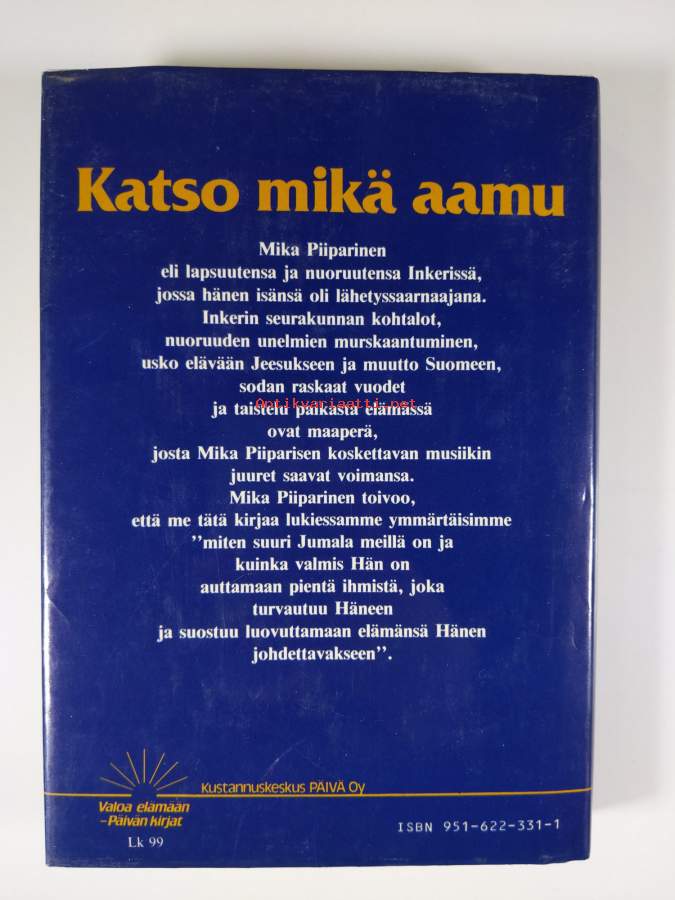 Katso mikä aamu
Mika Piiparinen
eli lapsuutensa ja nuoruutensa Inkerissä,
jossa hänen isänsä oli lähetyssaarnaajana.
Inkerin seurakunnan kohtalot,
nuoruuden unelmien murskaantuminen,
usko elävään Jeesukseen ja muutto Suomeen,
sodan raskaat vuodet
Antikvariaatti.net
ja taistelu paikasta elämässä
ovat maaperä,
josta Mika Piiparisen koskettavan musiikin
juuret saavat voimansa.
Mika Piiparinen toivoo,
että me tätä kirjaa lukiessamme ymmärtäisimme
”miten suuri Jumala meillä on ja
kuinka valmis Hän on
auttamaan pientä ihmistä, joka
turvautuu Häneen
ja suostuu luovuttamaan elämänsä Hänen
johdettavakseen”.
Kustannuskeskus PÄIVÄ Oy
Valoa elämään
-Päivän kirjat
Lk 99
ISBN 951-622-331-1